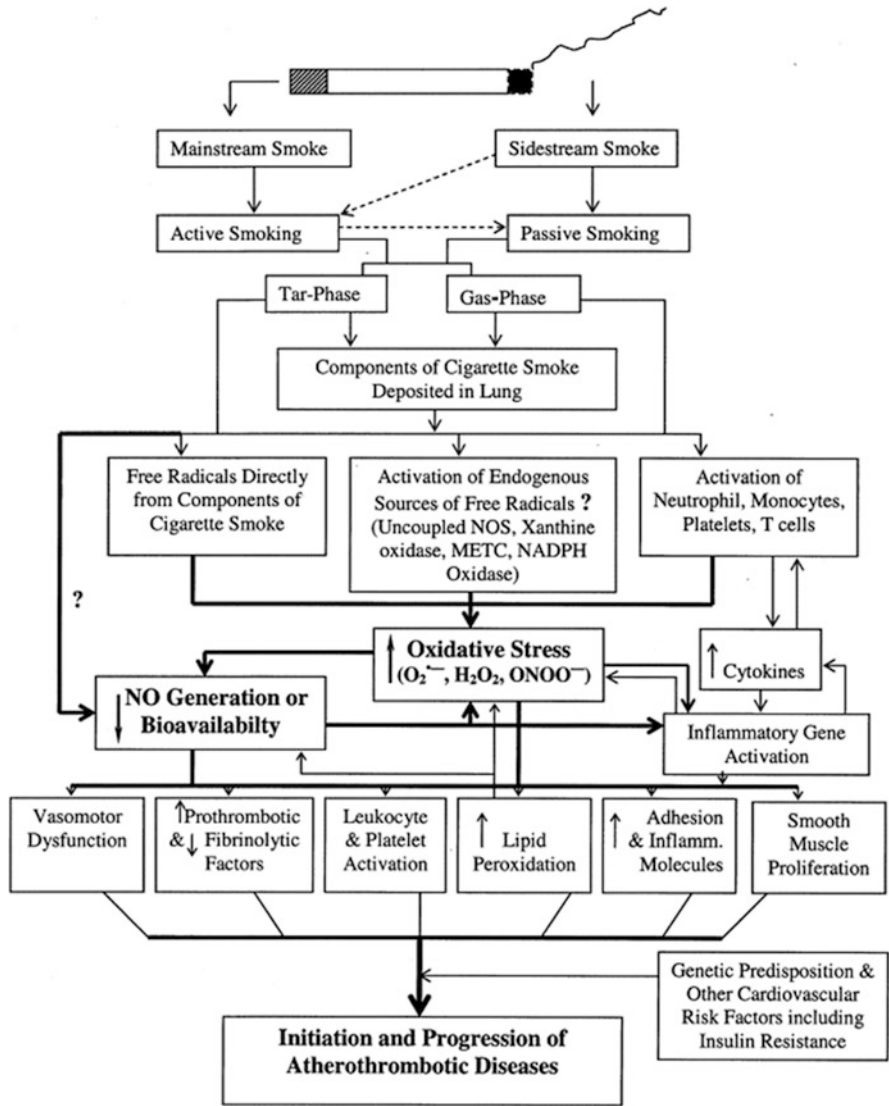 Mainstream Smoke
Sidestream Smoke
Active Smoking
Passive Smoking
Tar-Phase
Gas-Phase
Components of Cigarette Smoke
Deposited in Lung
Free Radicals Directly
from Components of
Cigarette Smoke
Activation of Endogenous
Sources of Free Radicals ?
(Uncoupled NOS, Xanthine
oxidase, METC, NADPH
Oxidase)
Activation of
Neutrophil, Monocytes,
Platelets, T cells
?
↑ Oxidative Stress
(O₂•—, H₂O₂, ONOO—)
↑ Cytokines
↓ NO Generation or
Bioavailabilty
Inflammatory Gene
Activation
Vasomotor
Dysfunction
↑Prothrombotic
& ↓ Fibrinolytic
Factors
Leukocyte
& Platelet
Activation
↑ Lipid
Peroxidation
↑ Adhesion
& Inflamm.
Molecules
Smooth
Muscle
Proliferation
Genetic Predisposition &
Other Cardiovascular
Risk Factors including
Insulin Resistance
Initiation and Progression of
Atherothrombotic Diseases